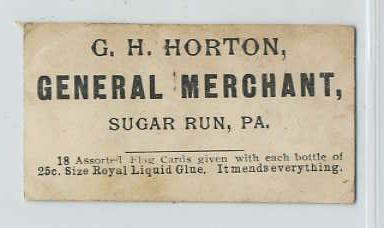 G. H. HORTON,
GENERAL MERCHANT,
SUGAR RUN, PA.
18 Assorted Flag Cards given with each bottle of
25c. Size Royal Liquid Glue. It mends everything.